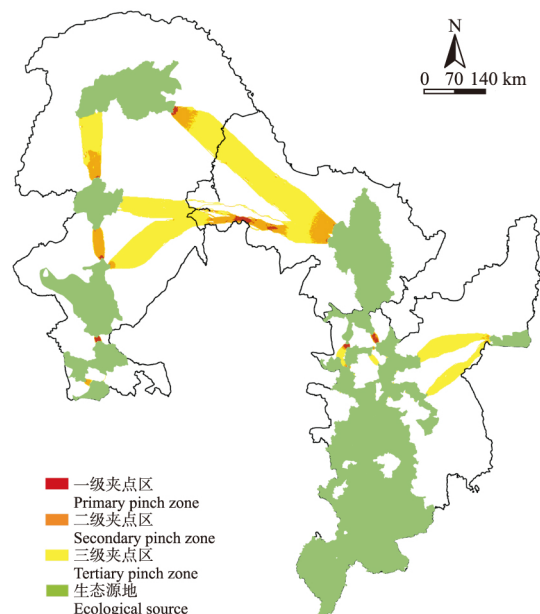 N
0 70 140 km
一级夹点区
Primary pinch zone
二级夹点区
Secondary pinch zone
三级夹点区
Tertiary pinch zone
生态源地
Ecological source